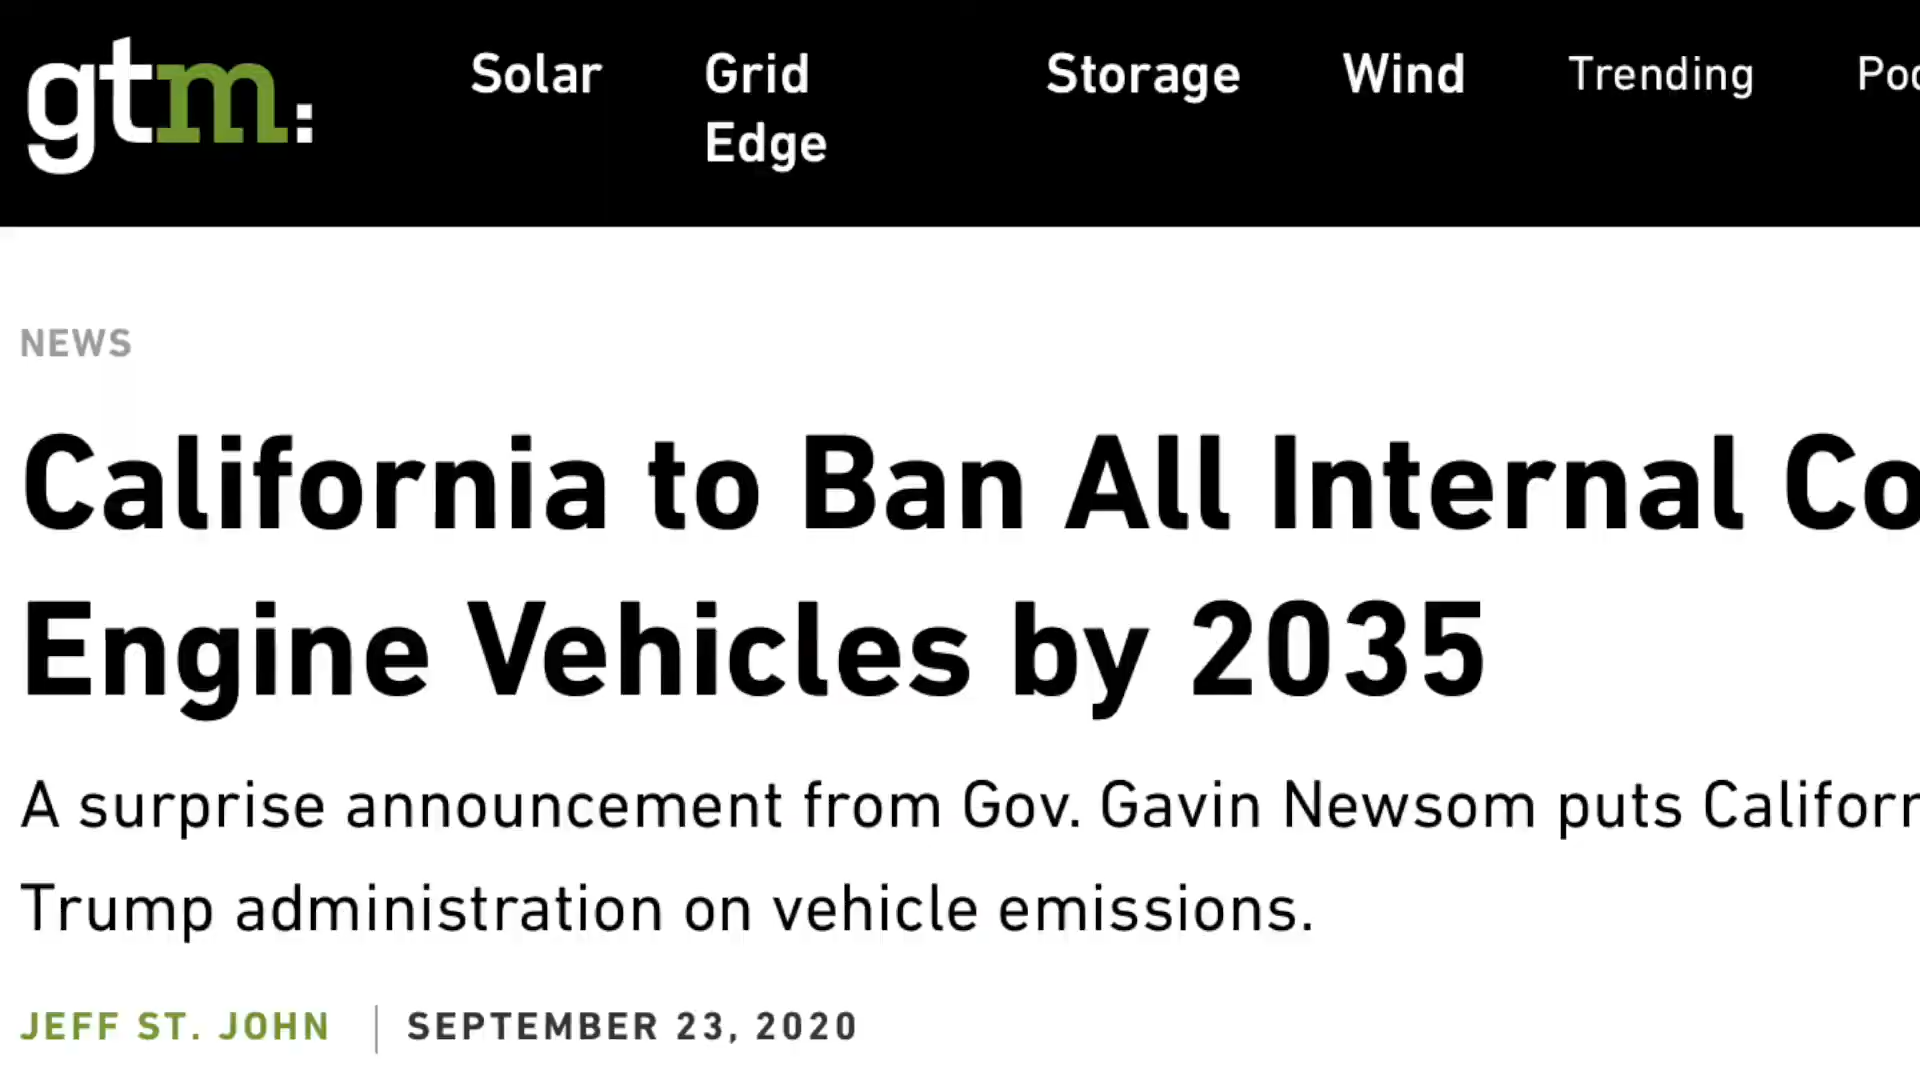 gtm:
Solar
Grid
Edge
Storage
Wind
Trending
NEWS
California to Ban All Internal
Engine Vehicles by 2035
A surprise announcement from Gov. Gavin Newsom puts
Trump administration on vehicle emissions.
JEFF ST. JOHN | SEPTEMBER 23, 2020